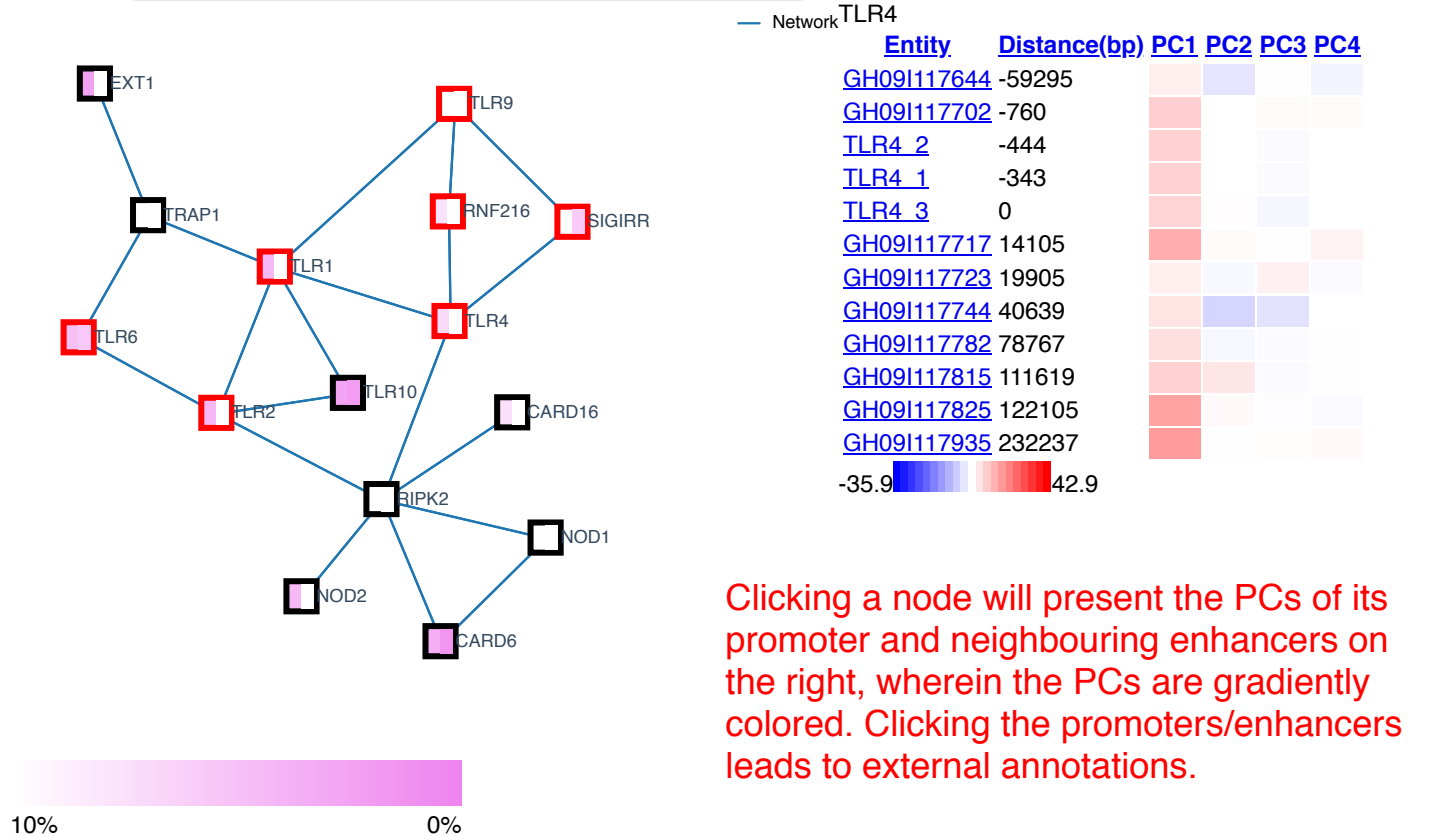 Network TLR4
Entity Distance(bp) PC1 PC2 PC3 PC4
GH09I117644 -59295
GH09I117702 -760
TLR4_2 -444
TLR4_1 -343
TLR4_3 0
GH09I117717 14105
GH09I117723 19905
GH09I117744 40639
GH09I117782 78767
GH09I117815 111619
GH09I117825 122105
GH09I117935 232237
-35.9 42.9
EXT1
TLR9
TRAP1
RNF216
SIGIRR
TLR1
TLR4
TLR6
TLR10
TLR2
CARD16
RIPK2
NOD1
NOD2
CARD6
Clicking a node will present the PCs of its
promoter and neighbouring enhancers on
the right, wherein the PCs are gradiently
colored. Clicking the promoters/enhancers
leads to external annotations.
10% 0%